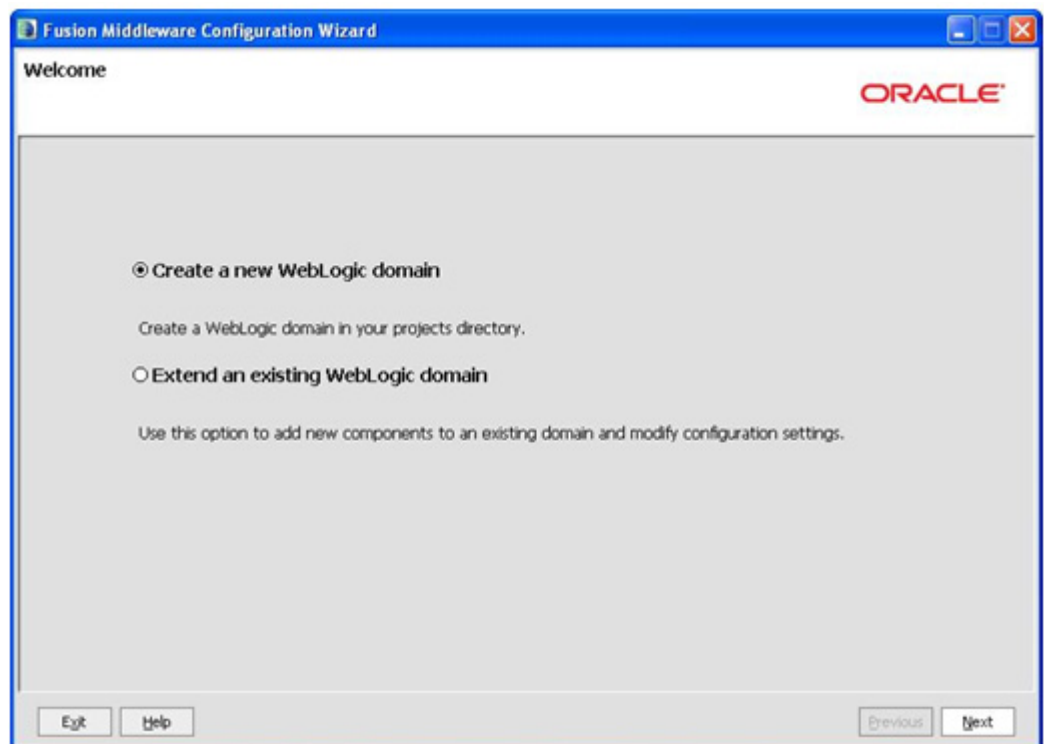 Fusion Middleware Configuration Wizard
Welcome
ORACLE
Create a new WebLogic domain
Create a WebLogic domain in your projects directory.
Extend an existing WebLogic domain
Use this option to add new components to an existing domain and modify configuration settings.
Exit Help Previous Next